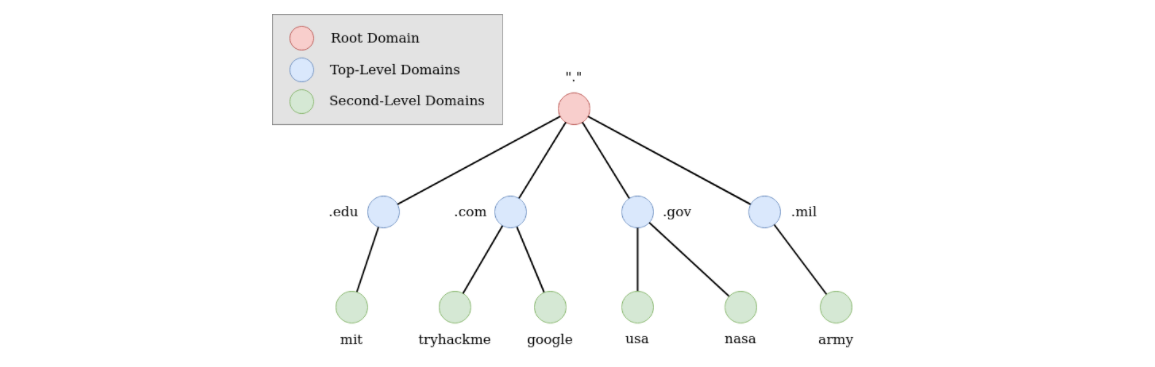 Root Domain
Top-Level Domains
Second-Level Domains
"."
.edu
.com
.gov
.mil
mit
tryhackme
google
usa
nasa
army